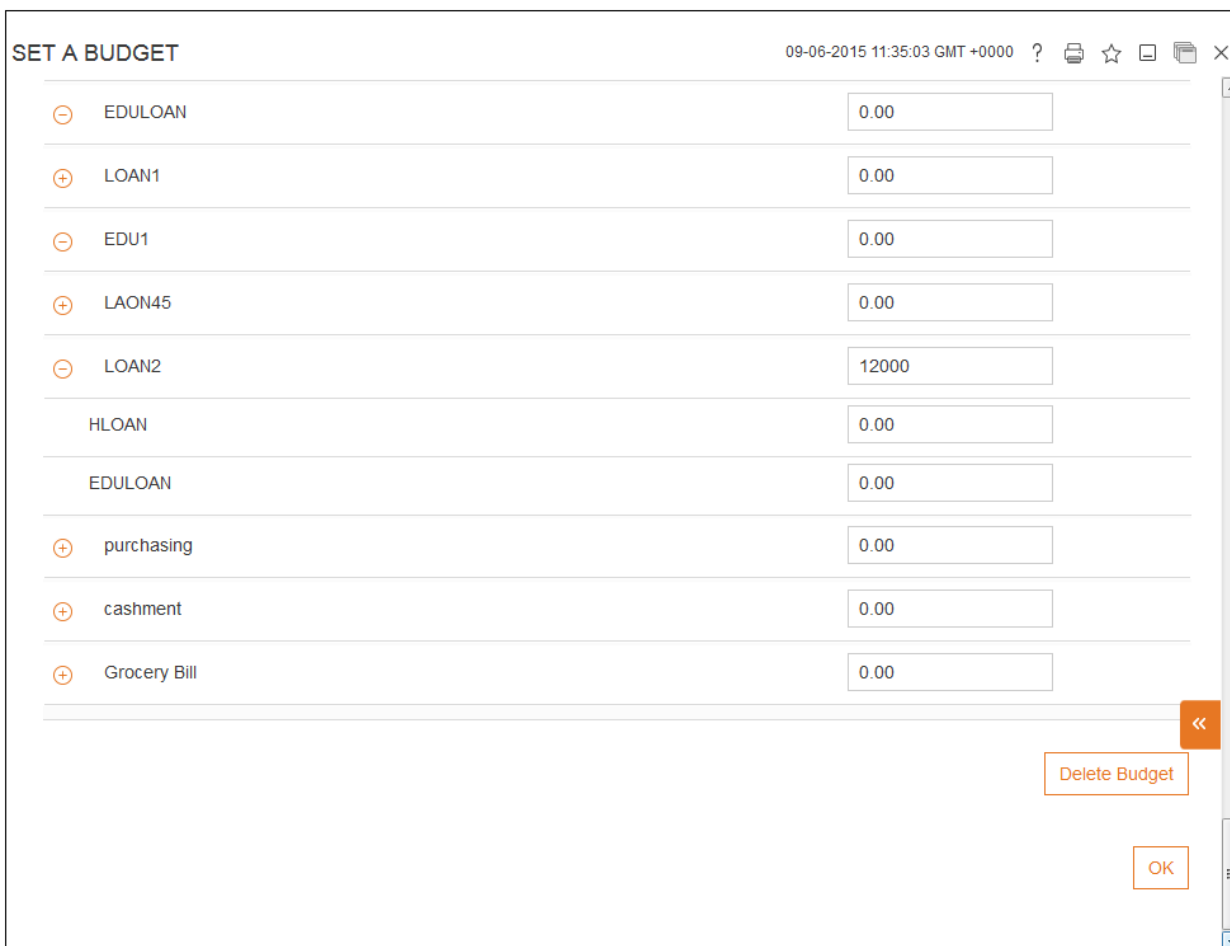 SET A BUDGET 09-06-2015 11:35:03 GMT +0000 ?
EDULOAN 0.00
LOAN1 0.00
EDU1 0.00
LAON45 0.00
LOAN2 12000
HLOAN 0.00
EDULOAN 0.00
purchasing 0.00
cashment 0.00
Grocery Bill 0.00
Delete Budget
OK